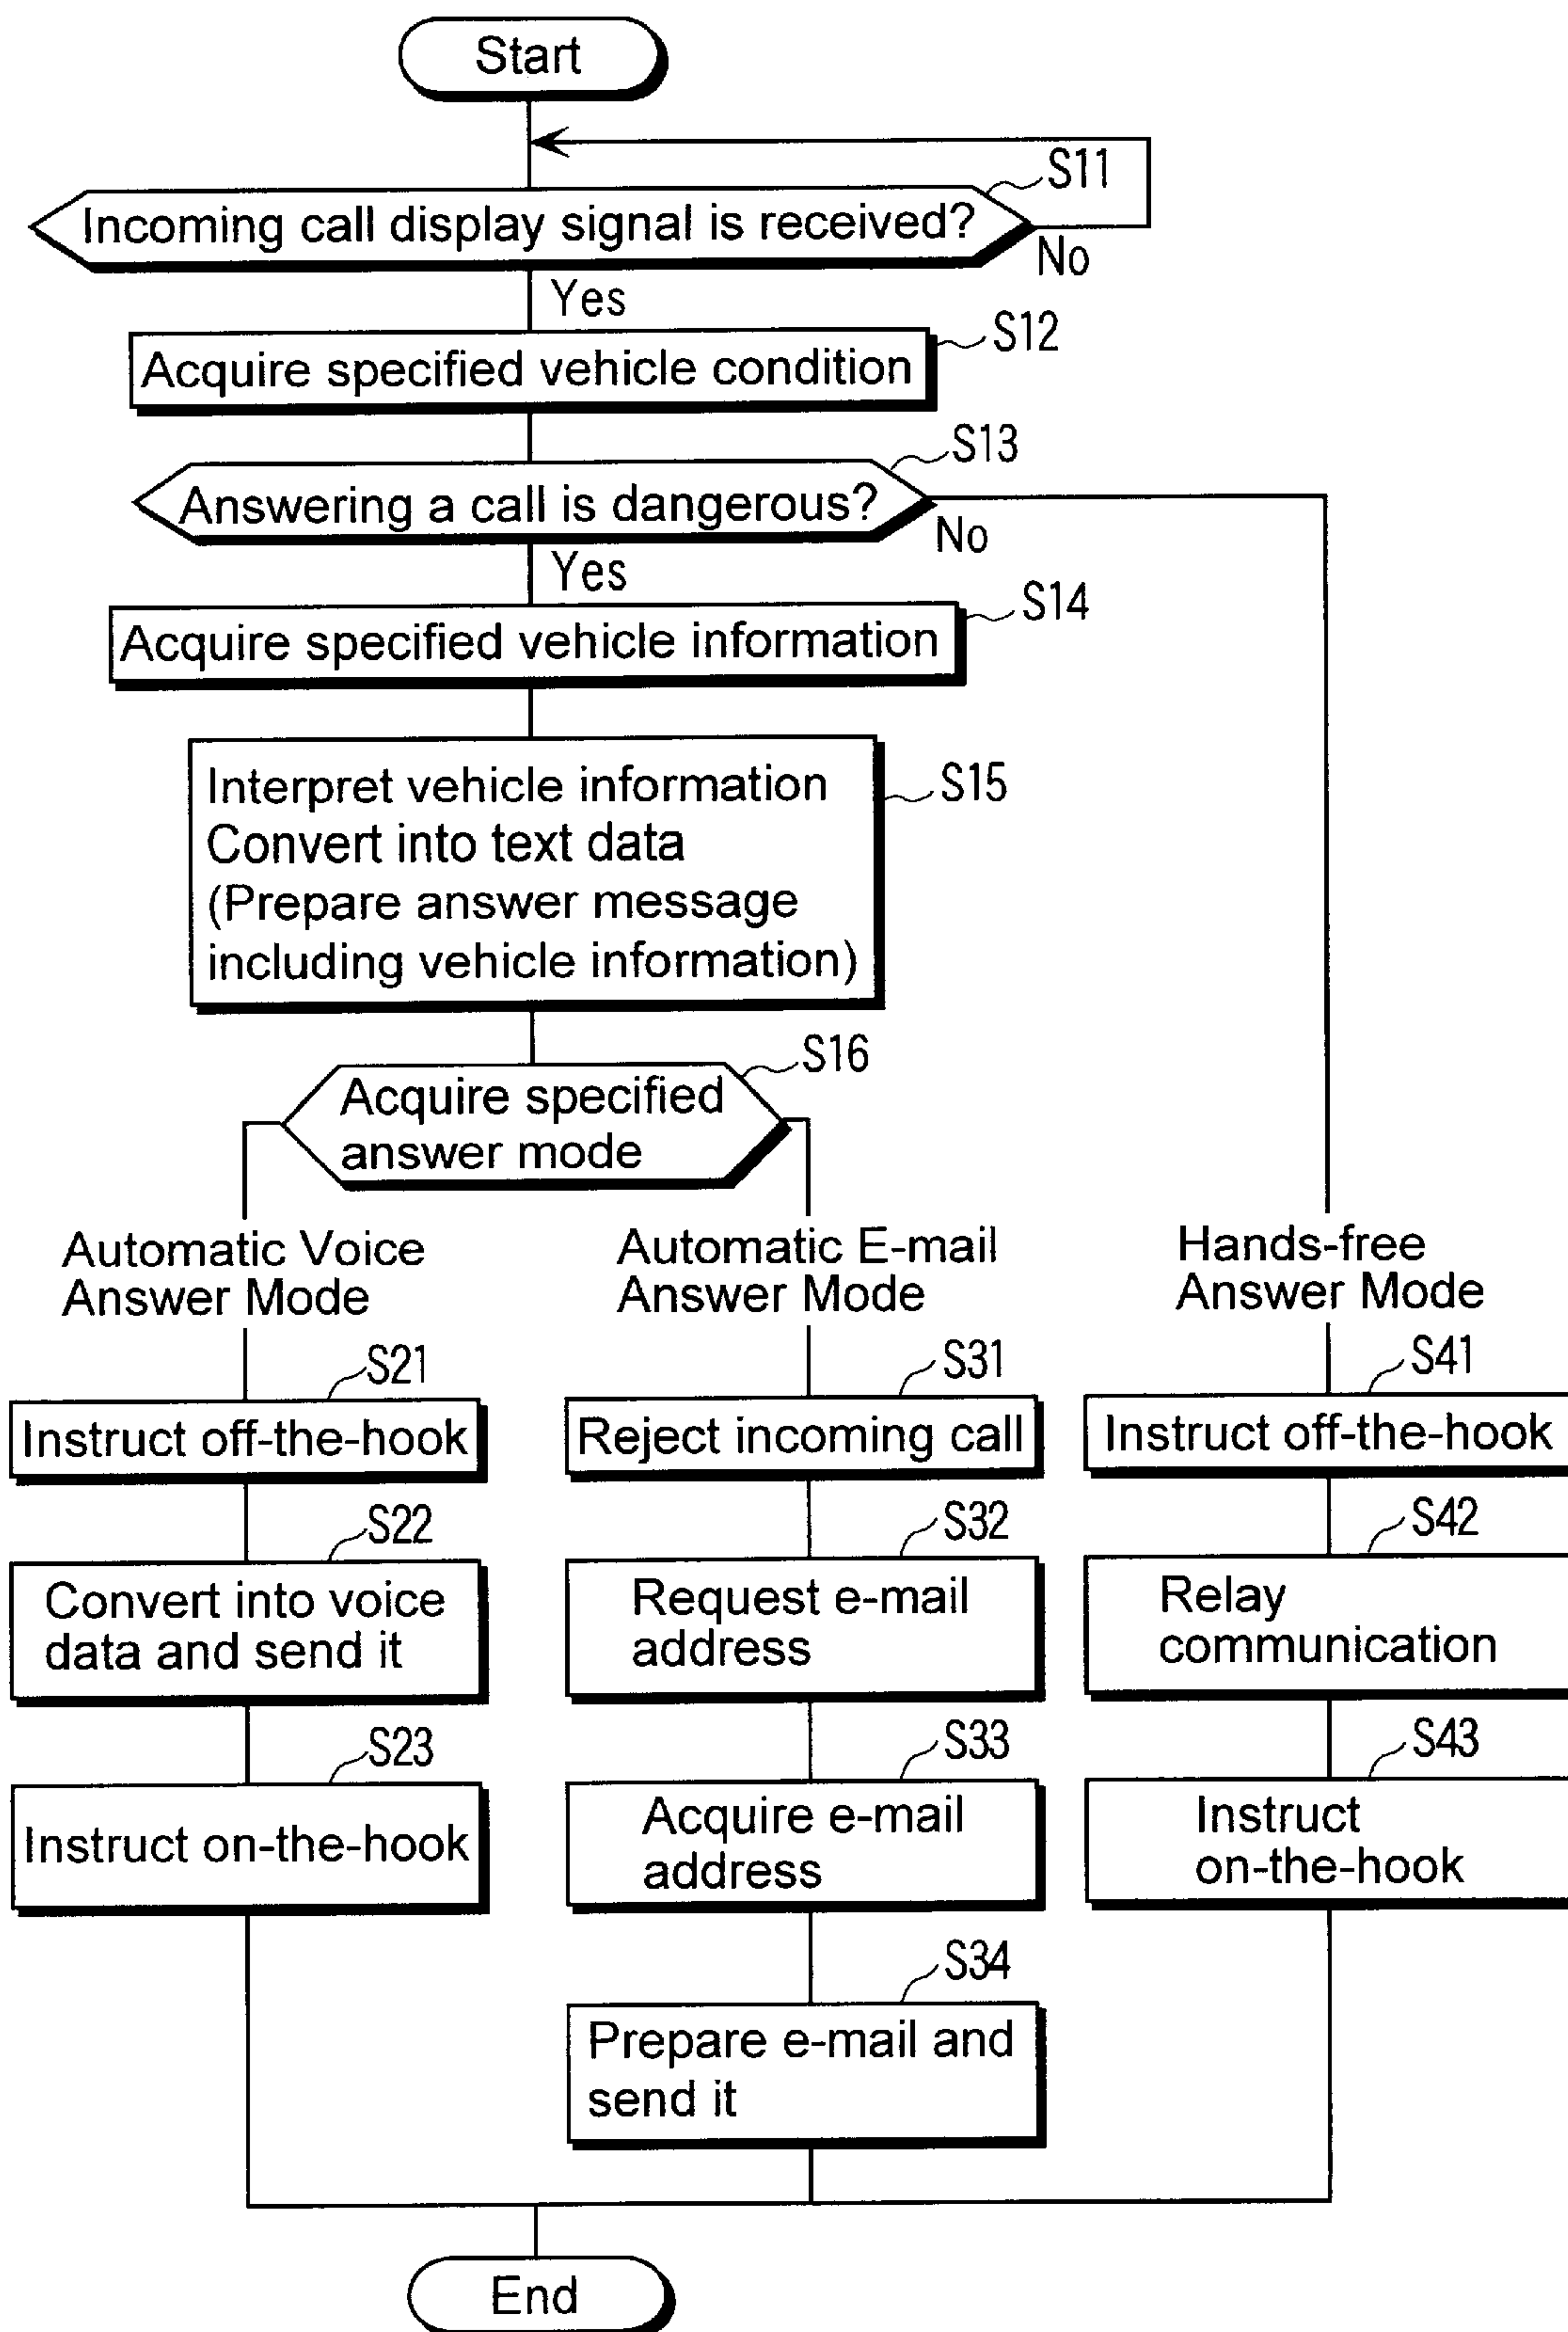 Start
S11
Incoming call display signal is received?
No
Yes
S12
Acquire specified vehicle condition
S13
Answering a call is dangerous?
No
Yes
S14
Acquire specified vehicle information
S15
Interpret vehicle information
Convert into text data
(Prepare answer message
including vehicle information)
S16
Acquire specified
answer mode
Automatic Voice
Answer Mode
S21
Instruct off-the-hook
S22
Convert into voice
data and send it
S23
Instruct on-the-hook
Automatic E-mail
Answer Mode
S31
Reject incoming call
S32
Request e-mail
address
S33
Acquire e-mail
address
S34
Prepare e-mail and
send it
Hands-free
Answer Mode
S41
Instruct off-the-hook
S42
Relay
communication
S43
Instruct
on-the-hook
End